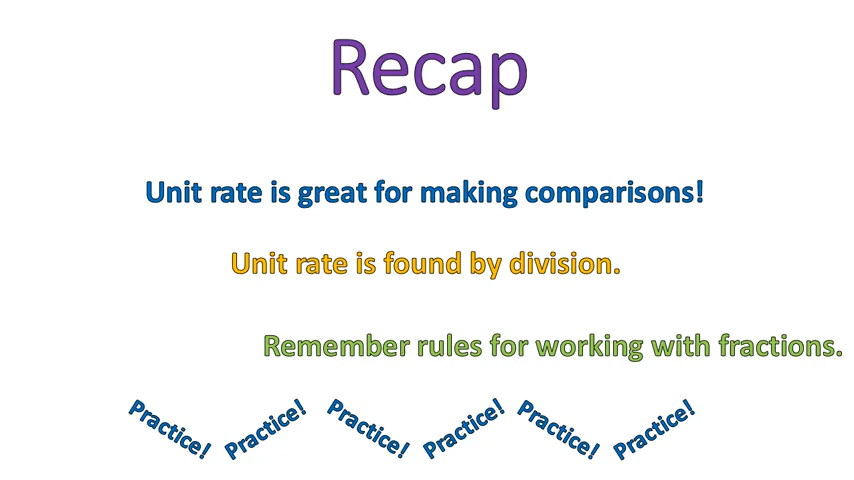 Recap
Unit rate is great for making comparisons!
Unit rate is found by division.
Remember rules for working with fractions.
Practice! Practice! Practice! Practice! Practice! Practice!